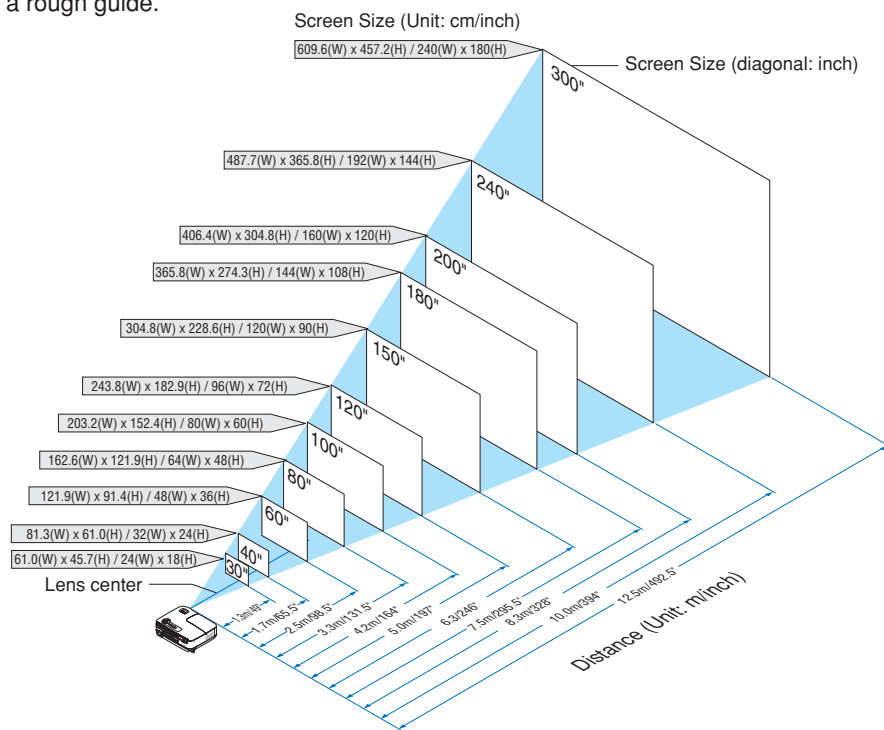 a rough guide.
Screen Size (Unit: cm/inch)
609.6(W) x 457.2(H) / 240(W) x 180(H)
Screen Size (diagonal: inch)
300"
487.7(W) x 365.8(H) / 192(W) x 144(H)
240"
406.4(W) x 304.8(H) / 160(W) x 120(H)
200"
365.8(W) x 274.3(H) / 144(W) x 108(H)
180"
304.8(W) x 228.6(H) / 120(W) x 90(H)
150"
243.8(W) x 182.9(H) / 96(W) x 72(H)
120"
203.2(W) x 152.4(H) / 80(W) x 60(H)
100"
162.6(W) x 121.9(H) / 64(W) x 48(H)
80"
121.9(W) x 91.4(H) / 48(W) x 36(H)
60"
81.3(W) x 61.0(H) / 32(W) x 24(H)
40"
61.0(W) x 45.7(H) / 24(W) x 18(H)
30"
Lens center
1.3m/49"
1.7m/65.5"
2.5m/98.5"
3.3m/131.5"
4.2m/164"
5.0m/197"
6.3/246"
7.5m/295.5"
8.3m/328"
10.0m/394"
12.5m/492.5"
Distance (Unit: m/inch)